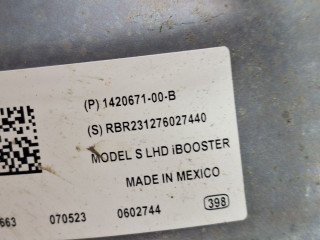 (P) 1420671-00-B
(S) RBR231276027440
MODEL S LHD iBOOSTER
MADE IN MEXICO
663 070523 0602744 398